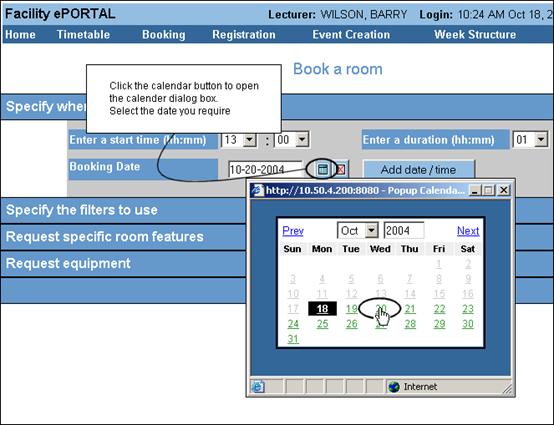 Facility ePORTAL Lecturer: WILSON, BARRY Login: 10:24 AM Oct 18, 2
Home Timetable Booking Registration Event Creation Week Structure
Book a room
Click the calendar button to open
the calender dialog box.
Select the date you require
Specify when
Enter a start time (hh:mm) 13 : 00 Enter a duration (hh:mm) 01
Booking Date 10-20-2004 Add date / time
Specify the filters to use
Request specific room features
Request equipment
http://10.50.4.200:8080 - Popup Calenda...
Prev Oct 2004 Next
Sun Mon Tue Wed Thu Fri Sat
1 2
3 4 5 6 7 8 9
10 11 12 13 14 15 16
17 18 19 20 21 22 23
24 25 26 27 28 29 30
31
Internet